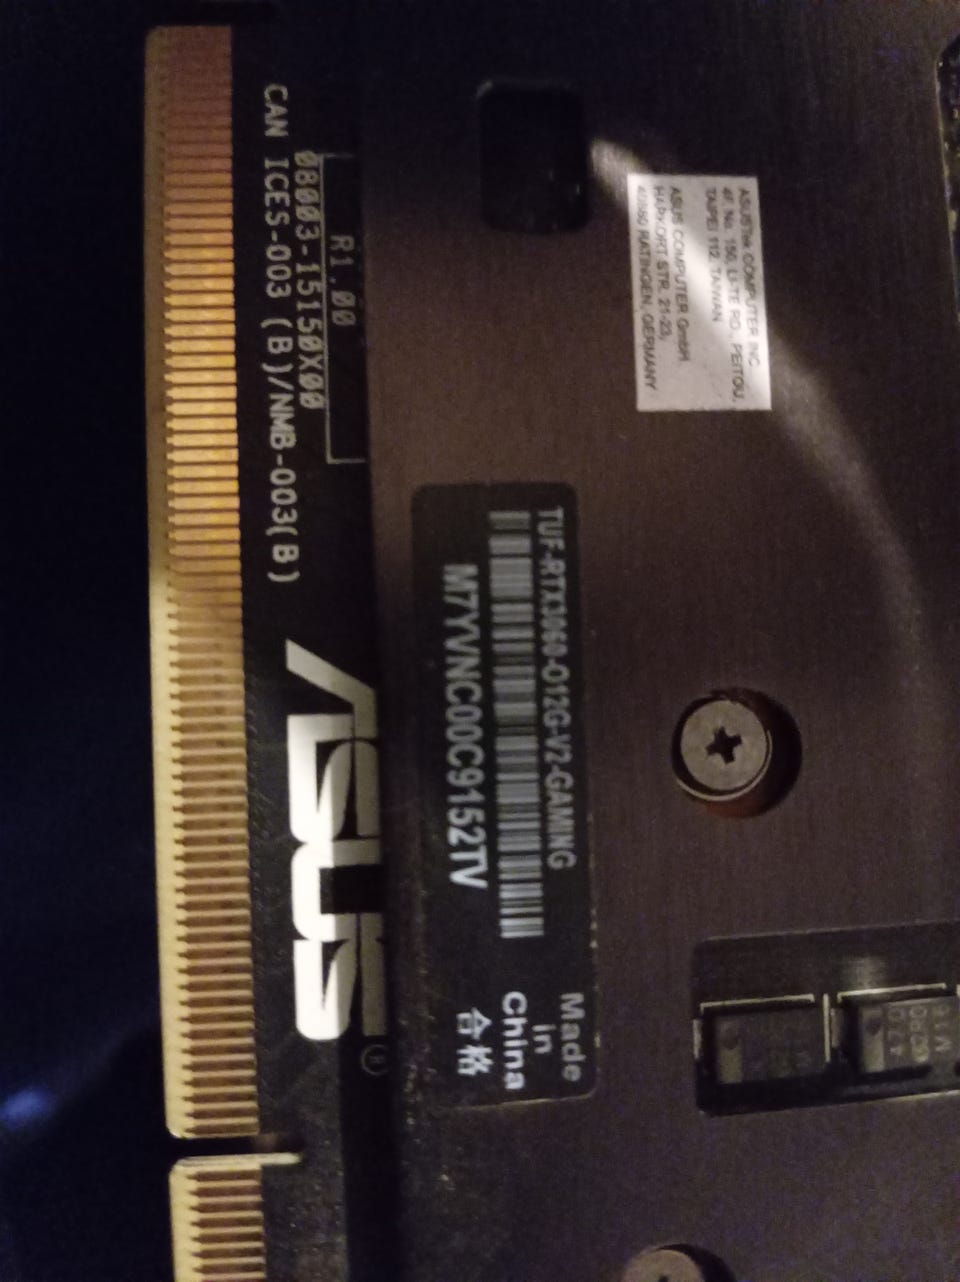 CAN ICES-003 (B)/NMB-003(B)
08003-15150X00
R1.00
ASUS
®
TUF-RTX3060-O12G-V2-GAMING
M7YVNC00C9152TV
Made
in
China
合格
ASUSTek COMPUTER INC.
4F, No. 150, LI-TE RD., PEITOU,
TAIPEI 112, TAIWAN
ASUS COMPUTER GmbH
HARKORT STR. 21-23,
40880 RATINGEN, GERMANY
470